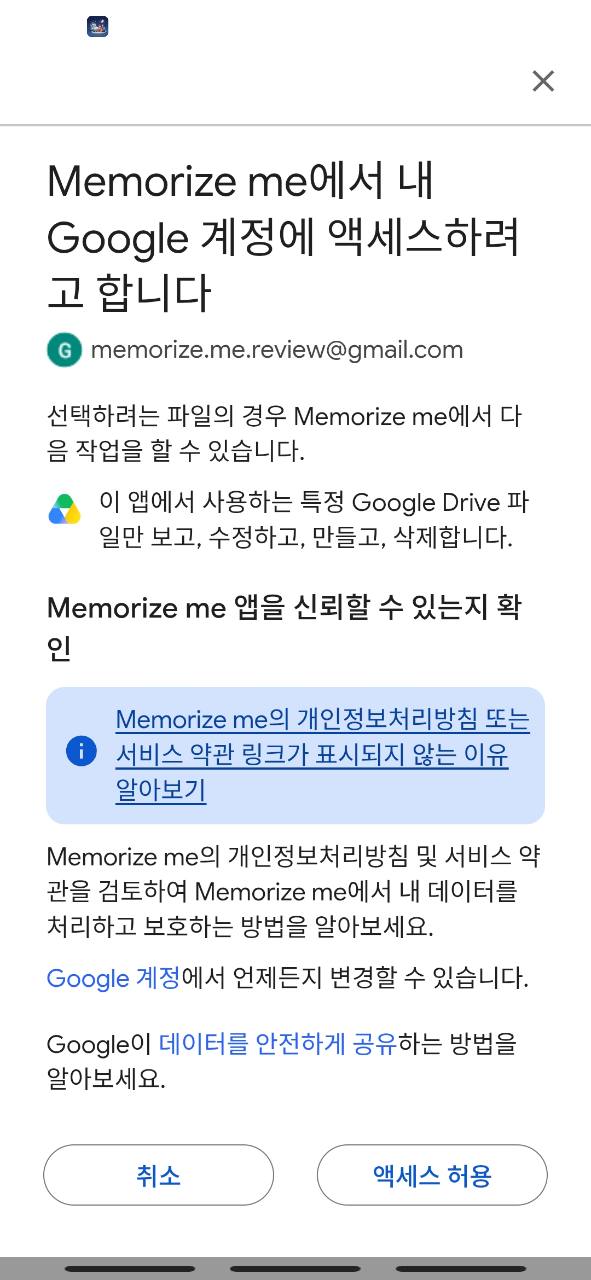 Memorize me에서 내
Google 계정에 액세스하려
고 합니다
G memorize.me.review@gmail.com
선택하려는 파일의 경우 Memorize me에서 다
음 작업을 할 수 있습니다.
이 앱에서 사용하는 특정 Google Drive 파
일만 보고, 수정하고, 만들고, 삭제합니다.
Memorize me 앱을 신뢰할 수 있는지 확
인
Memorize me의 개인정보처리방침 또는
서비스 약관 링크가 표시되지 않는 이유
알아보기
Memorize me의 개인정보처리방침 및 서비스 약
관을 검토하여 Memorize me에서 내 데이터를
처리하고 보호하는 방법을 알아보세요.
Google 계정에서 언제든지 변경할 수 있습니다.
Google이 데이터를 안전하게 공유하는 방법을
알아보세요.
취소
액세스 허용